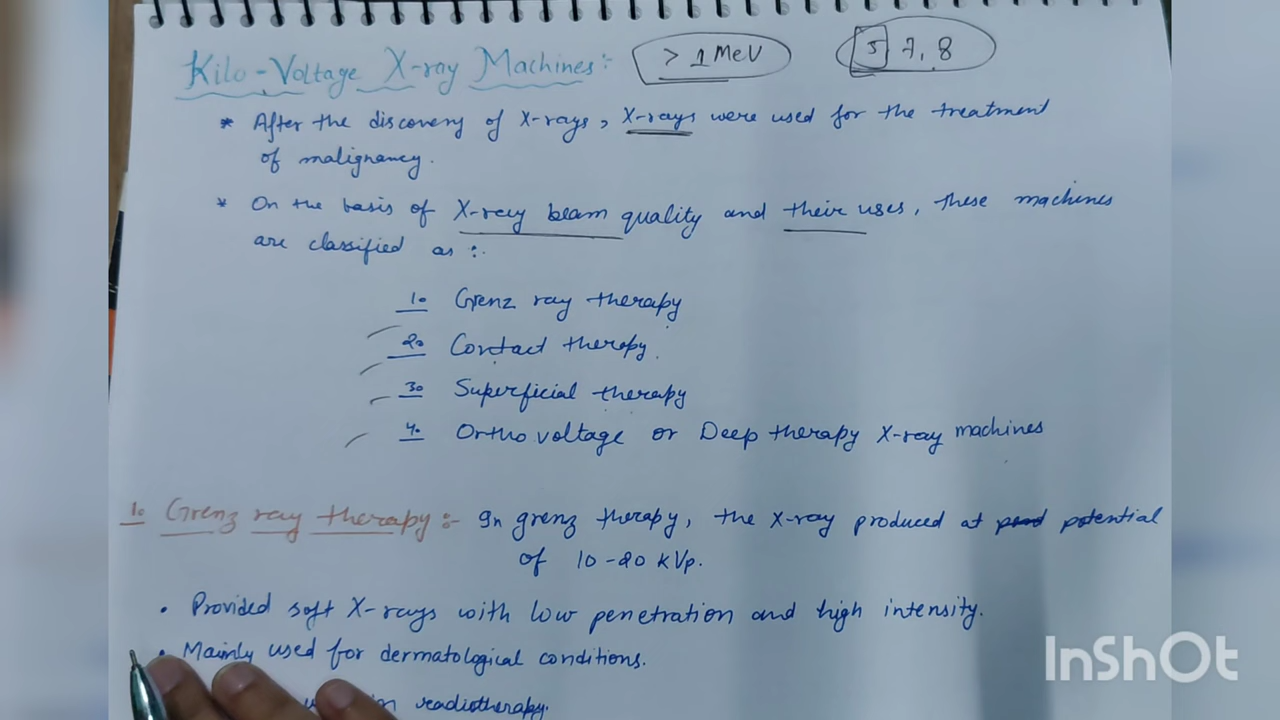 Kilo-Voltage X-ray Machines:- > 1 MeV 5 7, 8
* After the discovery of X-rays, X-rays were used for the treatment
of malignancy.
* On the basis of X-ray beam quality and their uses, these machines
are classified as :-
1. Grenz ray therapy
2. Contact therapy.
3. Superficial therapy
4. Ortho voltage or Deep therapy X-ray machines
1. Grenz ray therapy:- In grenz therapy, the X-ray produced at potential
of 10-20 kVp.
• Provided soft X-rays with low penetration and high intensity.
• Mainly used for dermatological conditions.
radiotherapy.
InShOt